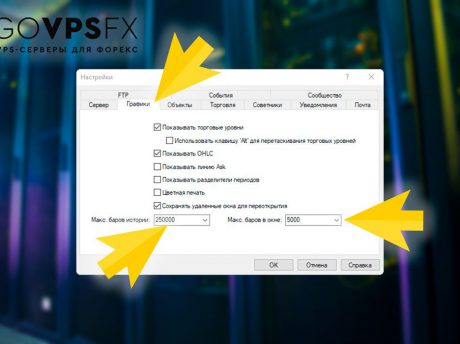 GOVPSFX
VPS-СЕРВЕРЫ ДЛЯ ФОРЕКС
Настройки
? ×
FTP События Сообщество
Сервер Графики Объекты Торговля Советники Уведомления Почта
Показывать торговые уровни
Использовать клавишу 'Alt' для перетаскивания торговых уровней
Показывать OHLC
Показывать линию Ask
Показывать разделители периодов
Цветная печать
Сохранять удаленные окна для переоткрытия
Макс. баров истории: 250000 Макс. баров в окне: 5000
ОК Отмена Справка